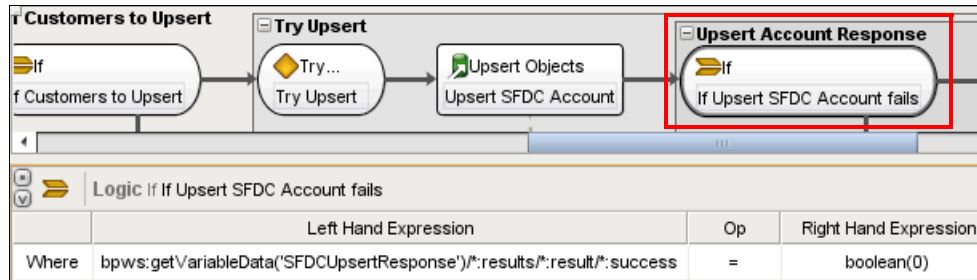 r Customers to Upsert
Try Upsert
Upsert Account Response
If
Try...
Upsert Objects
If
f Customers to Upsert
Try Upsert
Upsert SFDC Account
If Upsert SFDC Account fails
Logic If If Upsert SFDC Account fails
Left Hand Expression Op Right Hand Expression
Where bpws:getVariableData('SFDCUpsertResponse')/*:results/*:result/*:success = boolean(0)